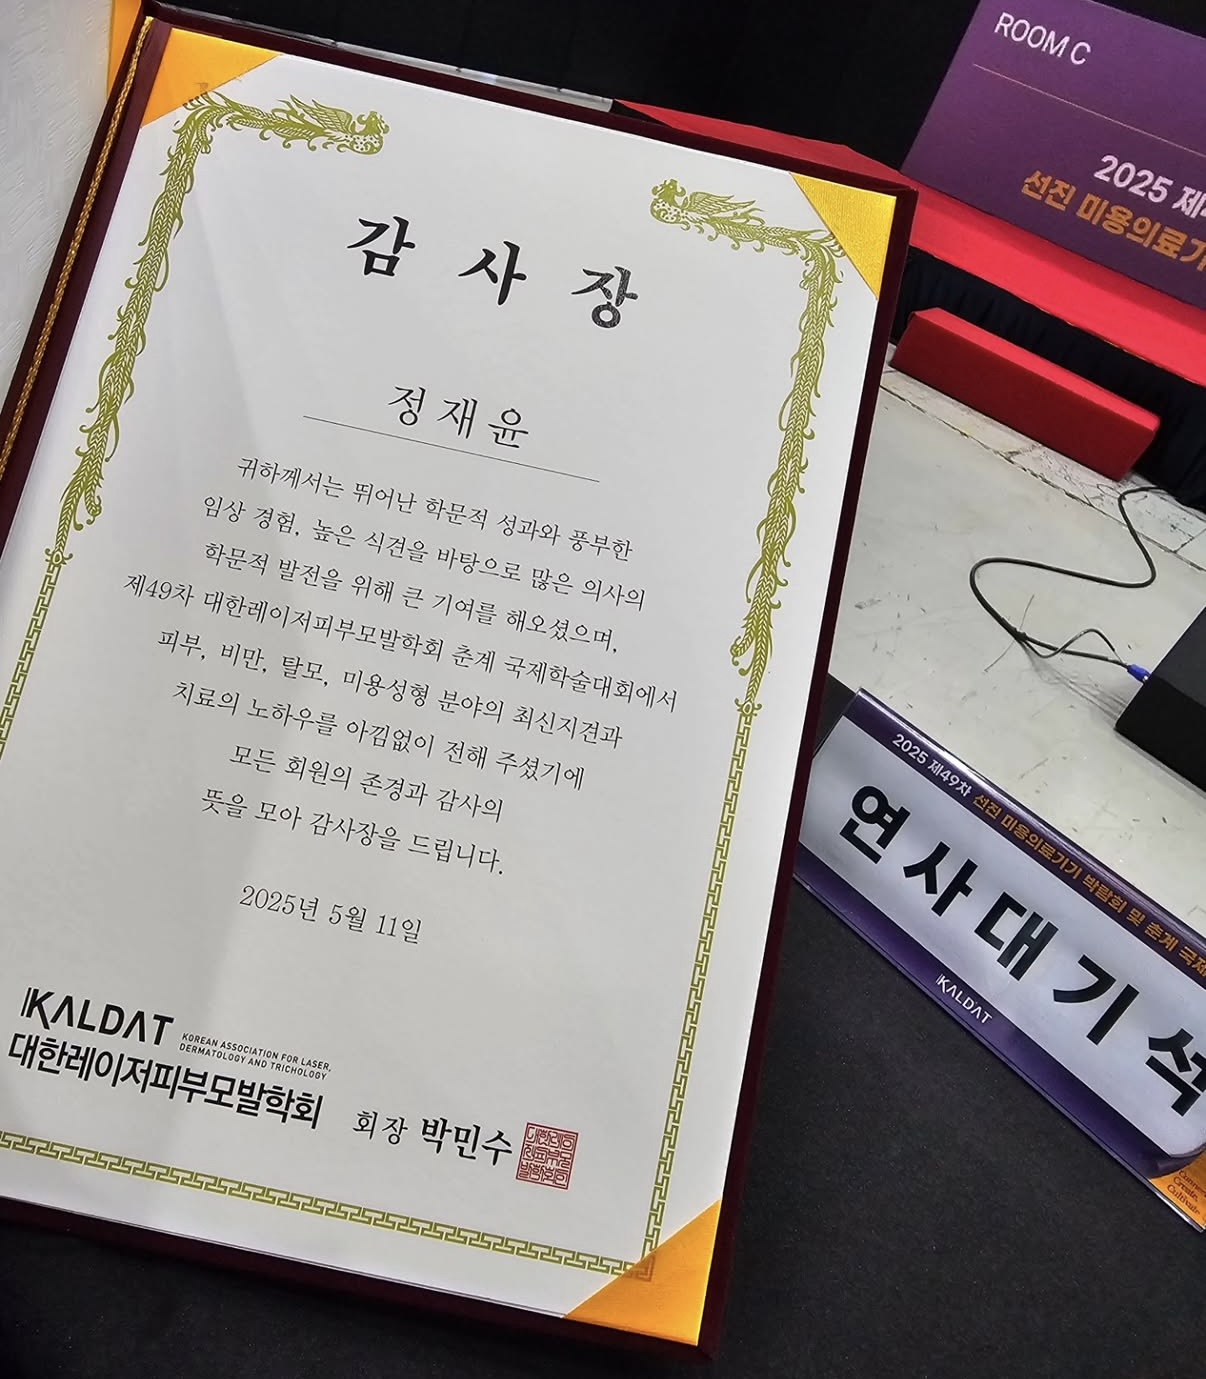 감사장
정재윤
귀하께서는 뛰어난 학문적 성과와 풍부한
임상 경험, 높은 식견을 바탕으로 많은 의사의
학문적 발전을 위해 큰 기여를 해오셨으며,
제49차 대한레이저피부모발학회 춘계 국제학술대회에서
피부, 비만, 탈모, 미용성형 분야의 최신지견과
치료의 노하우를 아낌없이 전해 주셨기에
모든 회원의 존경과 감사의
뜻을 모아 감사장을 드립니다.
2025년 5월 11일
KALDAT
KOREAN ASSOCIATION FOR LASER,
DERMATOLOGY AND TRICHOLOGY
대한레이저피부모발학회
회장 박민수
ROOM C
2025 제4
선진 미용의료기
2025 제49차 선진 미용의료기기 박람회 및 춘계 국제
연사대기석
KALDAT
Connect,
Create,
Cultivate